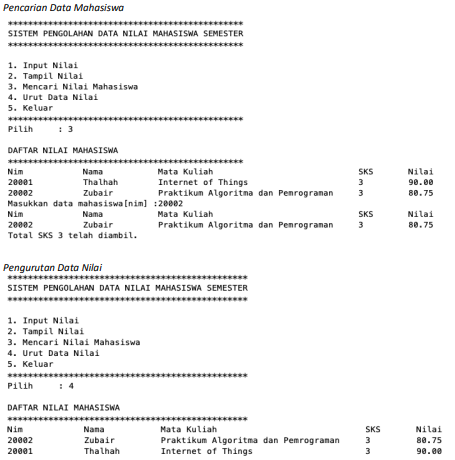 Pencarian Data Mahasiswa
***********************************************
SISTEM PENGOLAHAN DATA NILAI MAHASISWA SEMESTER
***********************************************
1. Input Nilai
2. Tampil Nilai
3. Mencari Nilai Mahasiswa
4. Urut Data Nilai
5. Keluar
***********************************************
Pilih : 3
DAFTAR NILAI MAHASISWA
***********************************************
Nim Nama Mata Kuliah SKS Nilai
20001 Thalhah Internet of Things 3 90.00
20002 Zubair Praktikum Algoritma dan Pemrograman 3 80.75
Masukkan data mahasiswa[nim] :20002
Nim Nama Mata Kuliah SKS Nilai
20002 Zubair Praktikum Algoritma dan Pemrograman 3 80.75
Total SKS 3 telah diambil.
Pengurutan Data Nilai
***********************************************
SISTEM PENGOLAHAN DATA NILAI MAHASISWA SEMESTER
***********************************************
1. Input Nilai
2. Tampil Nilai
3. Mencari Nilai Mahasiswa
4. Urut Data Nilai
5. Keluar
***********************************************
Pilih : 4
DAFTAR NILAI MAHASISWA
***********************************************
Nim Nama Mata Kuliah SKS Nilai
20002 Zubair Praktikum Algoritma dan Pemrograman 3 80.75
20001 Thalhah Internet of Things 3 90.00